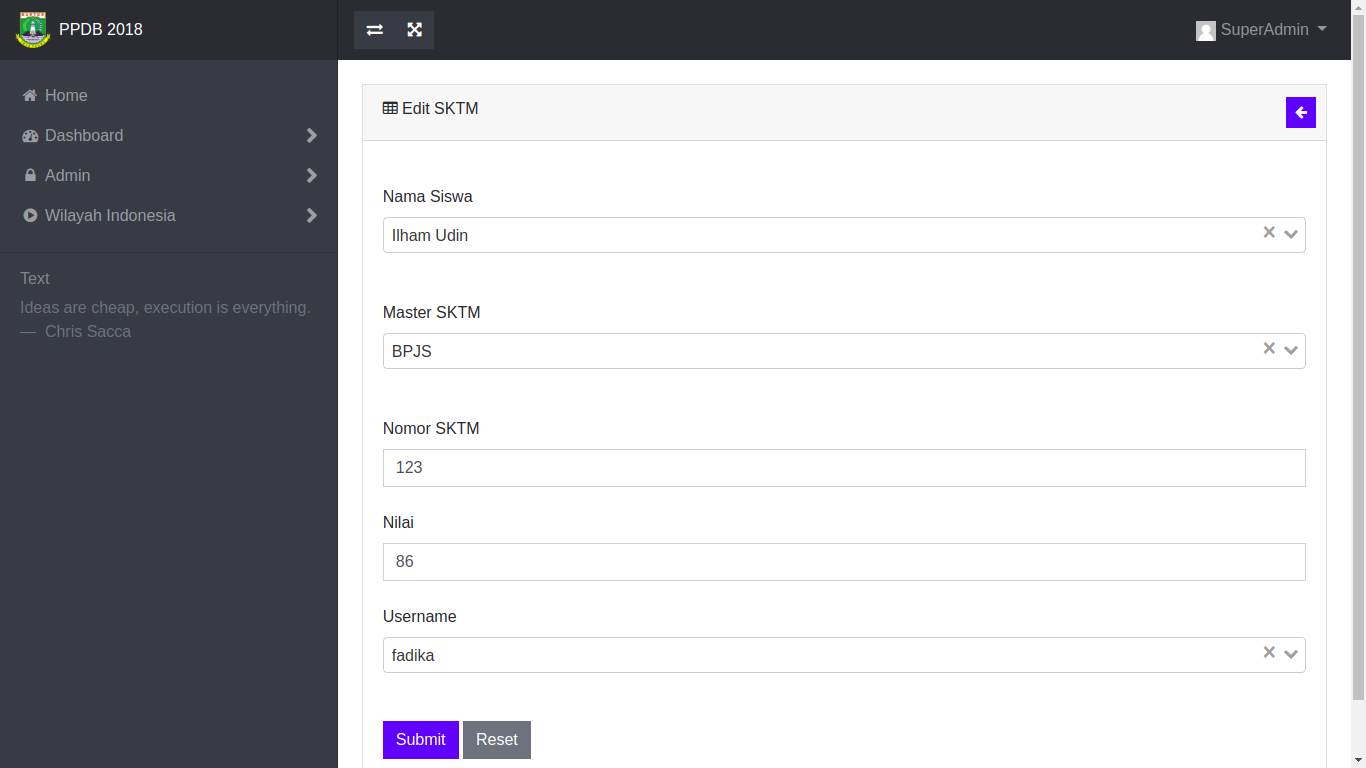 PPDB 2018
SuperAdmin
Home
Dashboard
Admin
Wilayah Indonesia
Text
Ideas are cheap, execution is everything.
— Chris Sacca
Edit SKTM
Nama Siswa
Ilham Udin
Master SKTM
BPJS
Nomor SKTM
123
Nilai
86
Username
fadika
Submit Reset